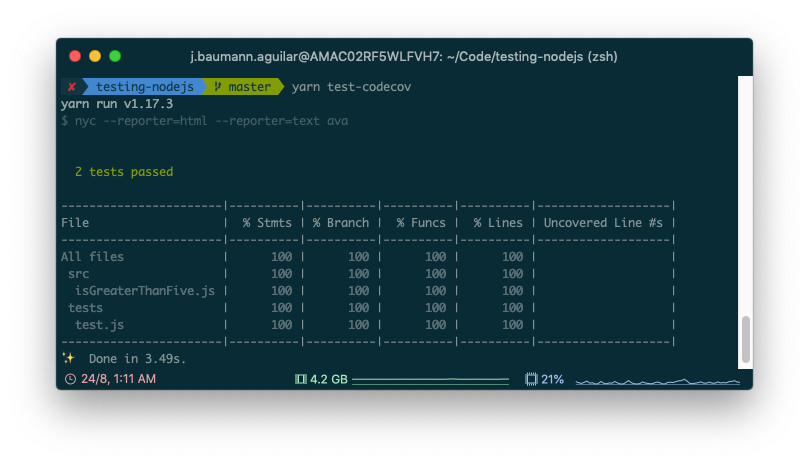 j.baumann.aguilar@AMAC02RF5WLFVH7: ~/Code/testing-nodejs (zsh)
✘ testing-nodejs master yarn test-codecov
yarn run v1.17.3
$ nyc --reporter=html --reporter=text ava
2 tests passed
-----------------------|----------|----------|----------|----------|-------------------|
File                   |  % Stmts | % Branch |  % Funcs |  % Lines | Uncovered Line #s |
-----------------------|----------|----------|----------|----------|-------------------|
All files              |      100 |      100 |      100 |      100 |                   |
 src                   |      100 |      100 |      100 |      100 |                   |
  isGreaterThanFive.js |      100 |      100 |      100 |      100 |                   |
 tests                 |      100 |      100 |      100 |      100 |                   |
  test.js              |      100 |      100 |      100 |      100 |                   |
-----------------------|----------|----------|----------|----------|-------------------|
✨  Done in 3.49s.
24/8, 1:11 AM 4.2 GB 21%